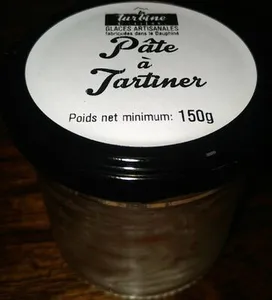 turbine
GLACES ARTISANALES
fabriquées dans le Dauphiné
Pâte
à
Tartiner
Poids net minimum: 150g